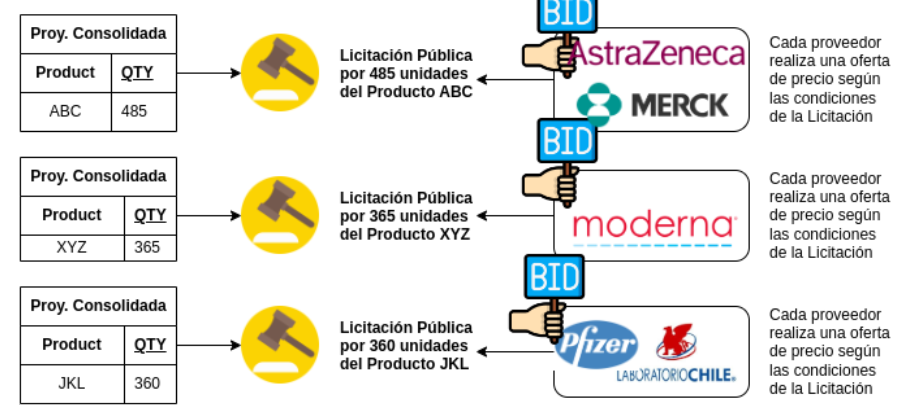 Proy. Consolidada
Product QTY
ABC 485
Licitación Pública
por 485 unidades
del Producto ABC
BID
AstraZeneca
MERCK
Cada proveedor
realiza una oferta
de precio según
las condiciones
de la Licitación
Proy. Consolidada
Product QTY
XYZ 365
Licitación Pública
por 365 unidades
del Producto XYZ
BID
moderna
Cada proveedor
realiza una oferta
de precio según
las condiciones
de la Licitación
Proy. Consolidada
Product QTY
JKL 360
Licitación Pública
por 360 unidades
del Producto JKL
BID
Pfizer
LABORATORIOCHILE®
Cada proveedor
realiza una oferta
de precio según
las condiciones
de la Licitación